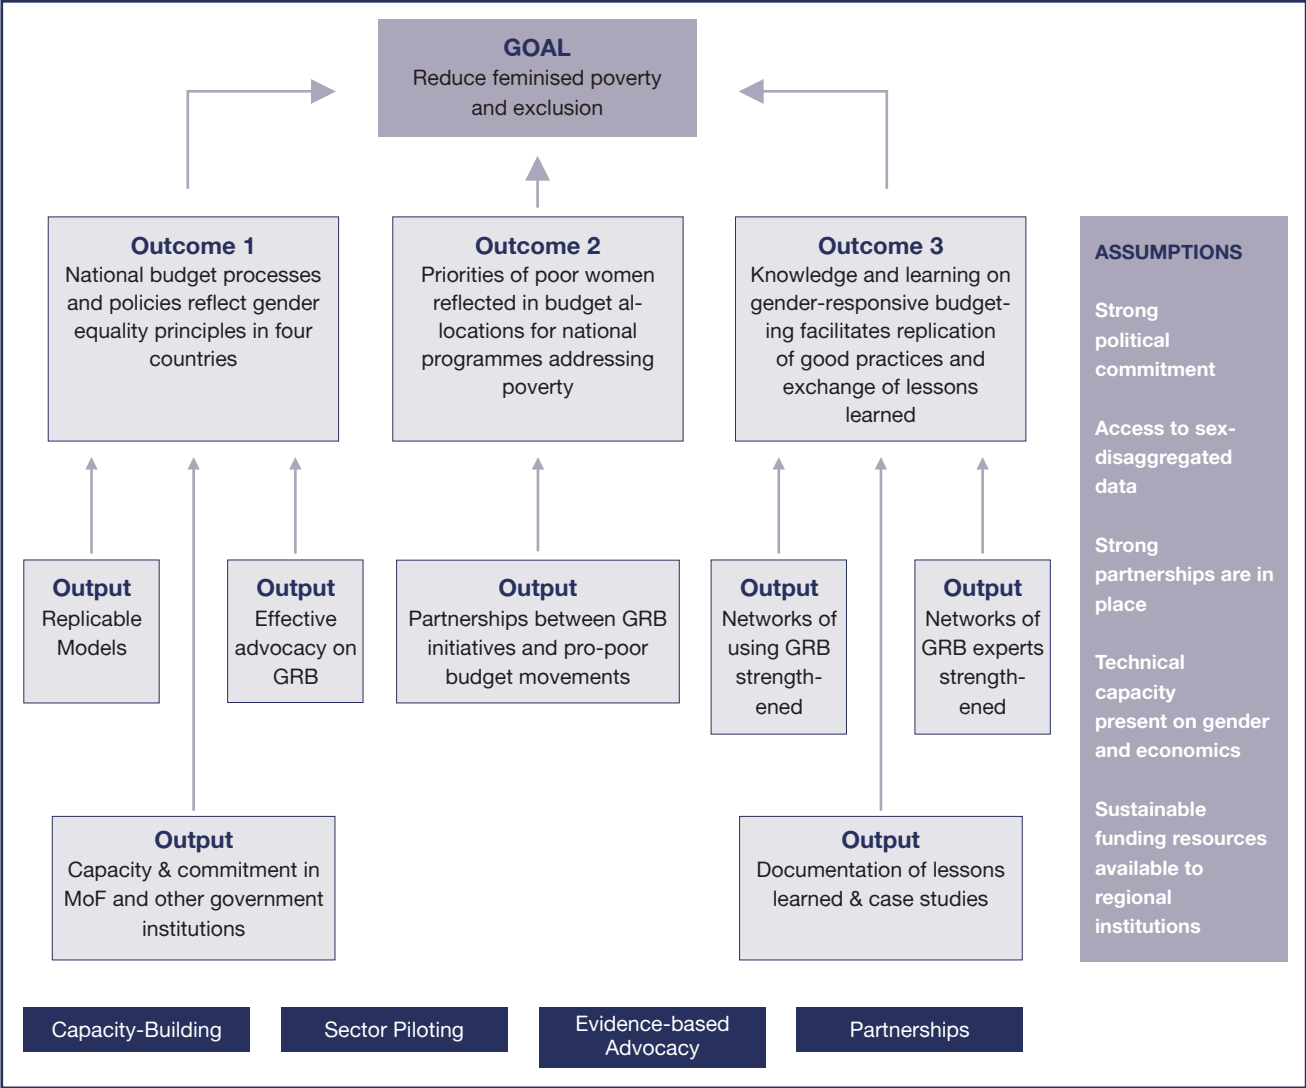 GOAL
Reduce feminised poverty
and exclusion
Outcome 1
National budget processes
and policies reflect gender
equality principles in four
countries
Outcome 2
Priorities of poor women
reflected in budget al-
locations for national
programmes addressing
poverty
Outcome 3
Knowledge and learning on
gender-responsive budget-
ing facilitates replication
of good practices and
exchange of lessons
learned
Output
Replicable
Models
Output
Effective
advocacy on
GRB
Output
Partnerships between GRB
initiatives and pro-poor
budget movements
Output
Networks of
using GRB
strength-
ened
Output
Networks of
GRB experts
strength-
ened
Output
Capacity & commitment in
MoF and other government
institutions
Output
Documentation of lessons
learned & case studies
ASSUMPTIONS
Strong
political
commitment
Access to sex-
disaggregated
data
Strong
partnerships are in
place
Technical
capacity
present on gender
and economics
Sustainable
funding resources
available to
regional
institutions
Capacity-Building
Sector Piloting
Evidence-based
Advocacy
Partnerships